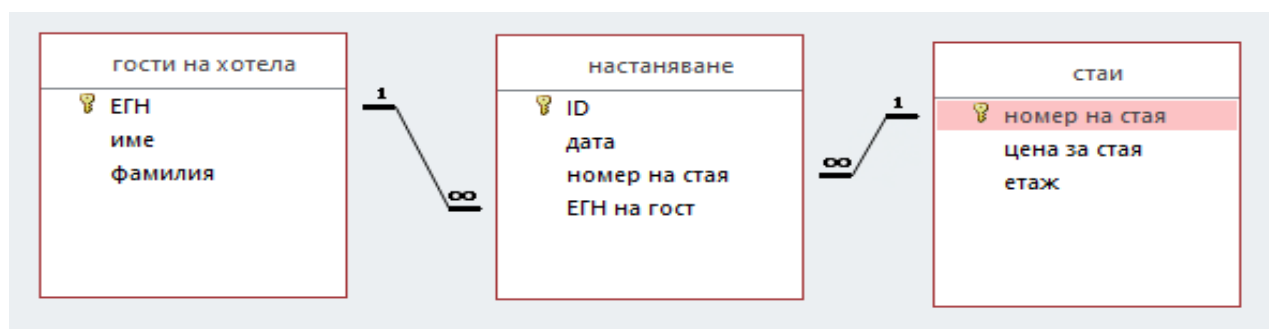 гости на хотела
ЕГН
име
фамилия
1
∞
настаняване
ID
дата
номер на стая
ЕГН на гост
∞
1
стаи
номер на стая
цена за стая
етаж